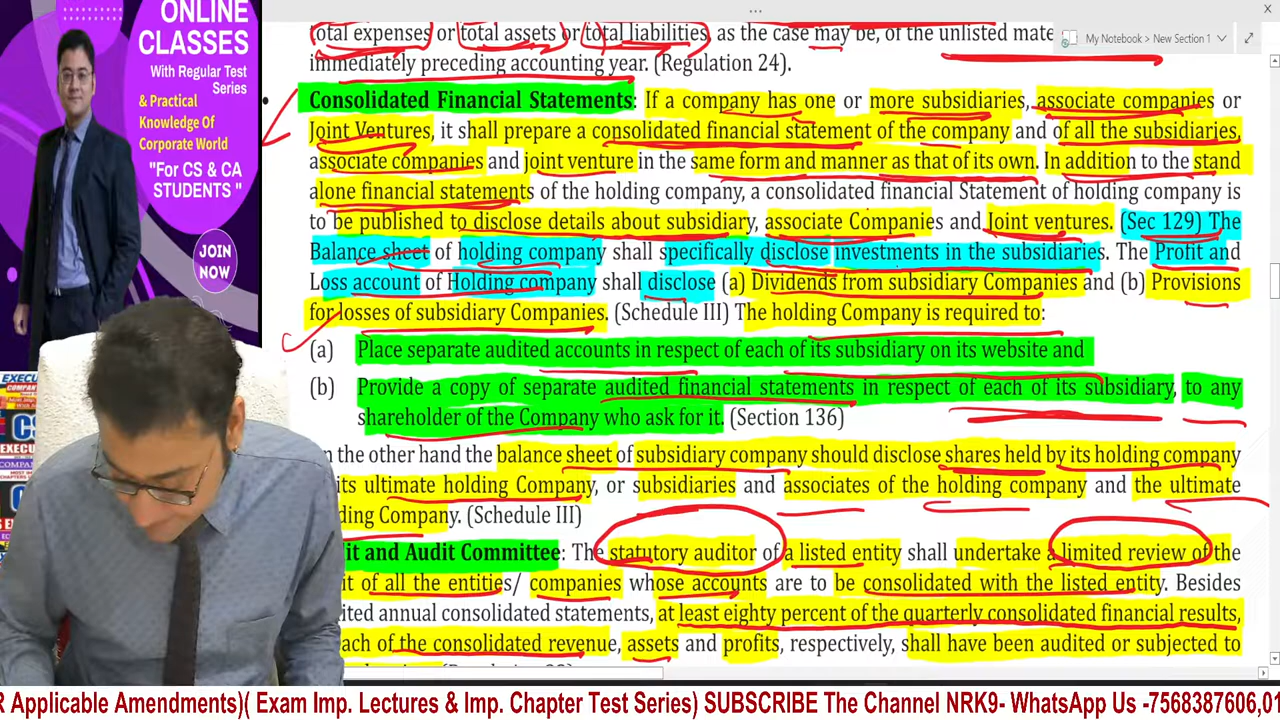 ONLINE
CLASSES
With Regular Test
Series
& Practical
Knowledge Of
Corporate World
"For CS & CA
STUDENTS "
JOIN
NOW
My Notebook > New Section 1
total expenses or total assets or total liabilities, as the case may be, of the unlisted mate
immediately preceding accounting year. (Regulation 24).
• Consolidated Financial Statements: If a company has one or more subsidiaries, associate companies or
Joint Ventures, it shall prepare a consolidated financial statement of the company and of all the subsidiaries,
associate companies and joint venture in the same form and manner as that of its own. In addition to the stand
alone financial statements of the holding company, a consolidated financial Statement of holding company is
to be published to disclose details about subsidiary, associate Companies and Joint ventures. (Sec 129) The
Balance sheet of holding company shall specifically disclose investments in the subsidiaries. The Profit and
Loss account of Holding company shall disclose (a) Dividends from subsidiary Companies and (b) Provisions
for losses of subsidiary Companies. (Schedule III) The holding Company is required to:
(a) Place separate audited accounts in respect of each of its subsidiary on its website and
(b) Provide a copy of separate audited financial statements in respect of each of its subsidiary, to any
shareholder of the Company who ask for it. (Section 136)
n the other hand the balance sheet of subsidiary company should disclose shares held by its holding company
its ultimate holding Company, or subsidiaries and associates of the holding company and the ultimate
ding Company. (Schedule III)
it and Audit Committee: The statutory auditor of a listed entity shall undertake a limited review of the
it of all the entities/ companies whose accounts are to be consolidated with the listed entity. Besides
ited annual consolidated statements, at least eighty percent of the quarterly consolidated financial results,
ach of the consolidated revenue, assets and profits, respectively, shall have been audited or subjected to
EXECU
COMPAN
CS
EXECUT
COMPA
R Applicable Amendments)( Exam Imp. Lectures & Imp. Chapter Test Series) SUBSCRIBE The Channel NRK9- WhatsApp Us -7568387606,01